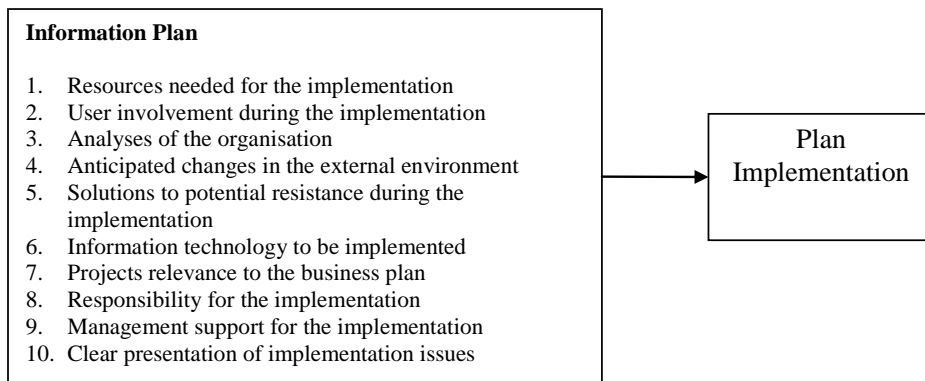 Information Plan
1. Resources needed for the implementation
2. User involvement during the implementation
3. Analyses of the organisation
4. Anticipated changes in the external environment
5. Solutions to potential resistance during the
implementation
6. Information technology to be implemented
7. Projects relevance to the business plan
8. Responsibility for the implementation
9. Management support for the implementation
10. Clear presentation of implementation issues
Plan
Implementation